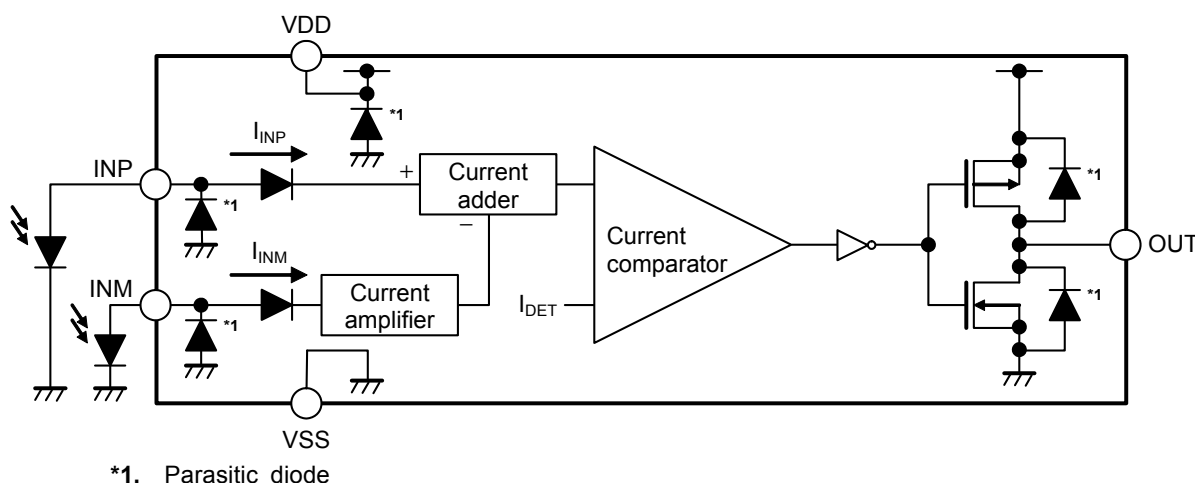 VDD
*1
I_INP
INP
+
Current
adder
*1
*1
−
I_INM
Current
comparator
OUT
INM
Current
amplifier
I_DET
*1
*1
VSS
*1. Parasitic diode